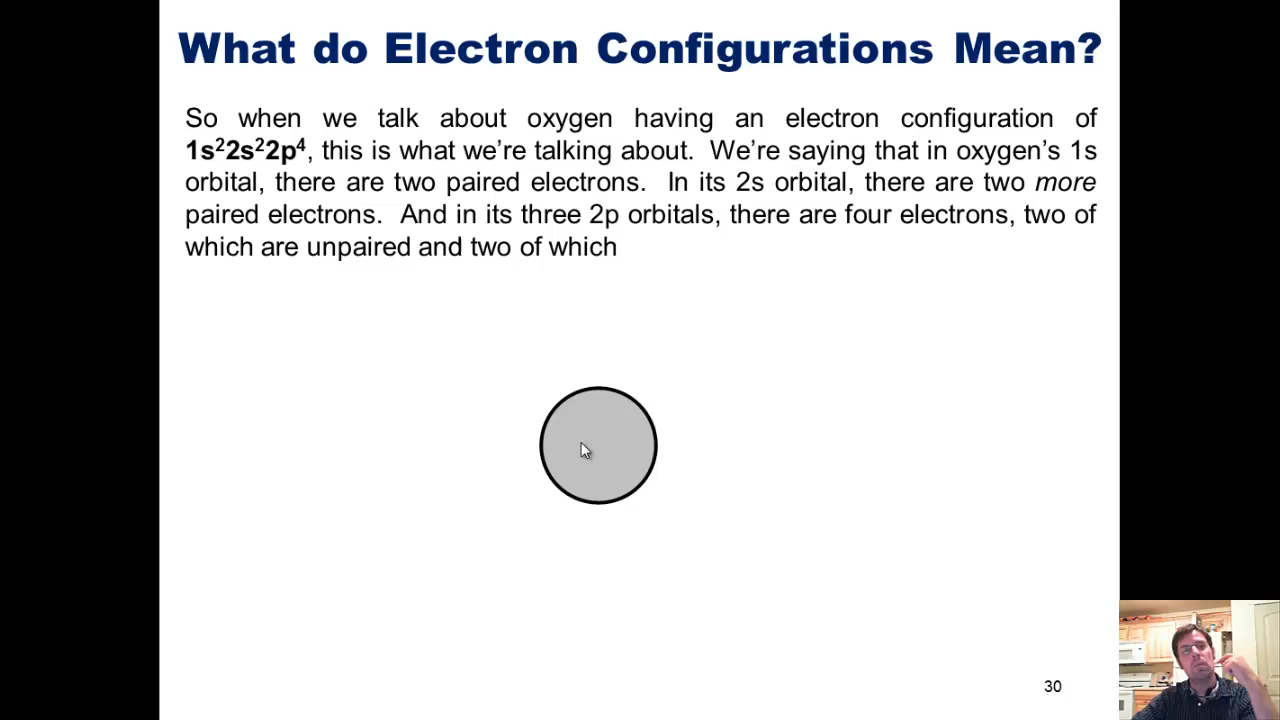 What do Electron Configurations Mean?
So when we talk about oxygen having an electron configuration of
1s²2s²2p⁴, this is what we’re talking about. We’re saying that in oxygen’s 1s
orbital, there are two paired electrons. In its 2s orbital, there are two more
paired electrons. And in its three 2p orbitals, there are four electrons, two of
which are unpaired and two of which
30